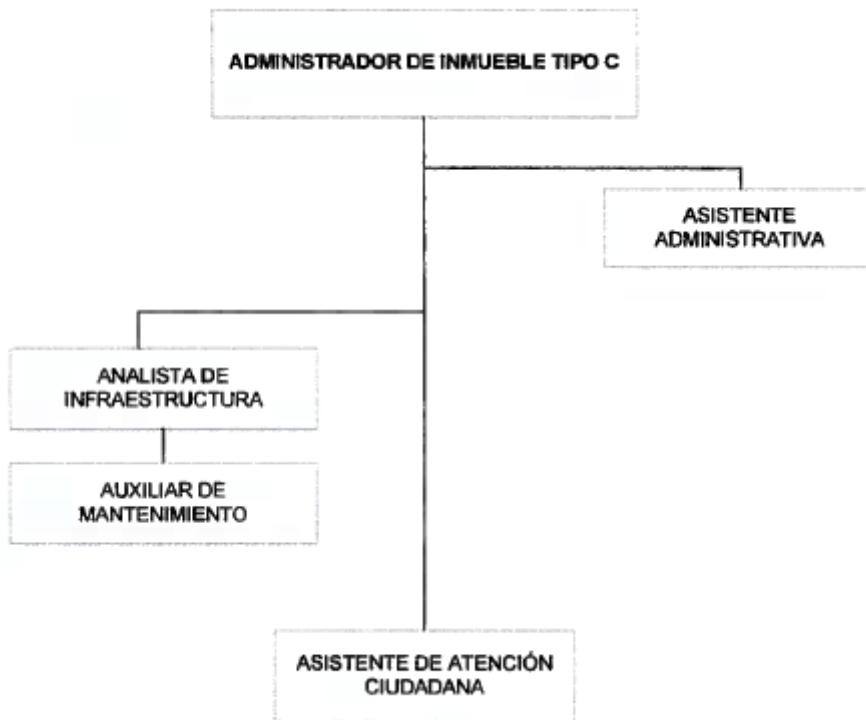 ADMINISTRADOR DE INMUEBLE TIPO C
ASISTENTE
ADMINISTRATIVA
ANALISTA DE
INFRAESTRUCTURA
AUXILIAR DE
MANTENIMIENTO
ASISTENTE DE ATENCIÓN
CIUDADANA